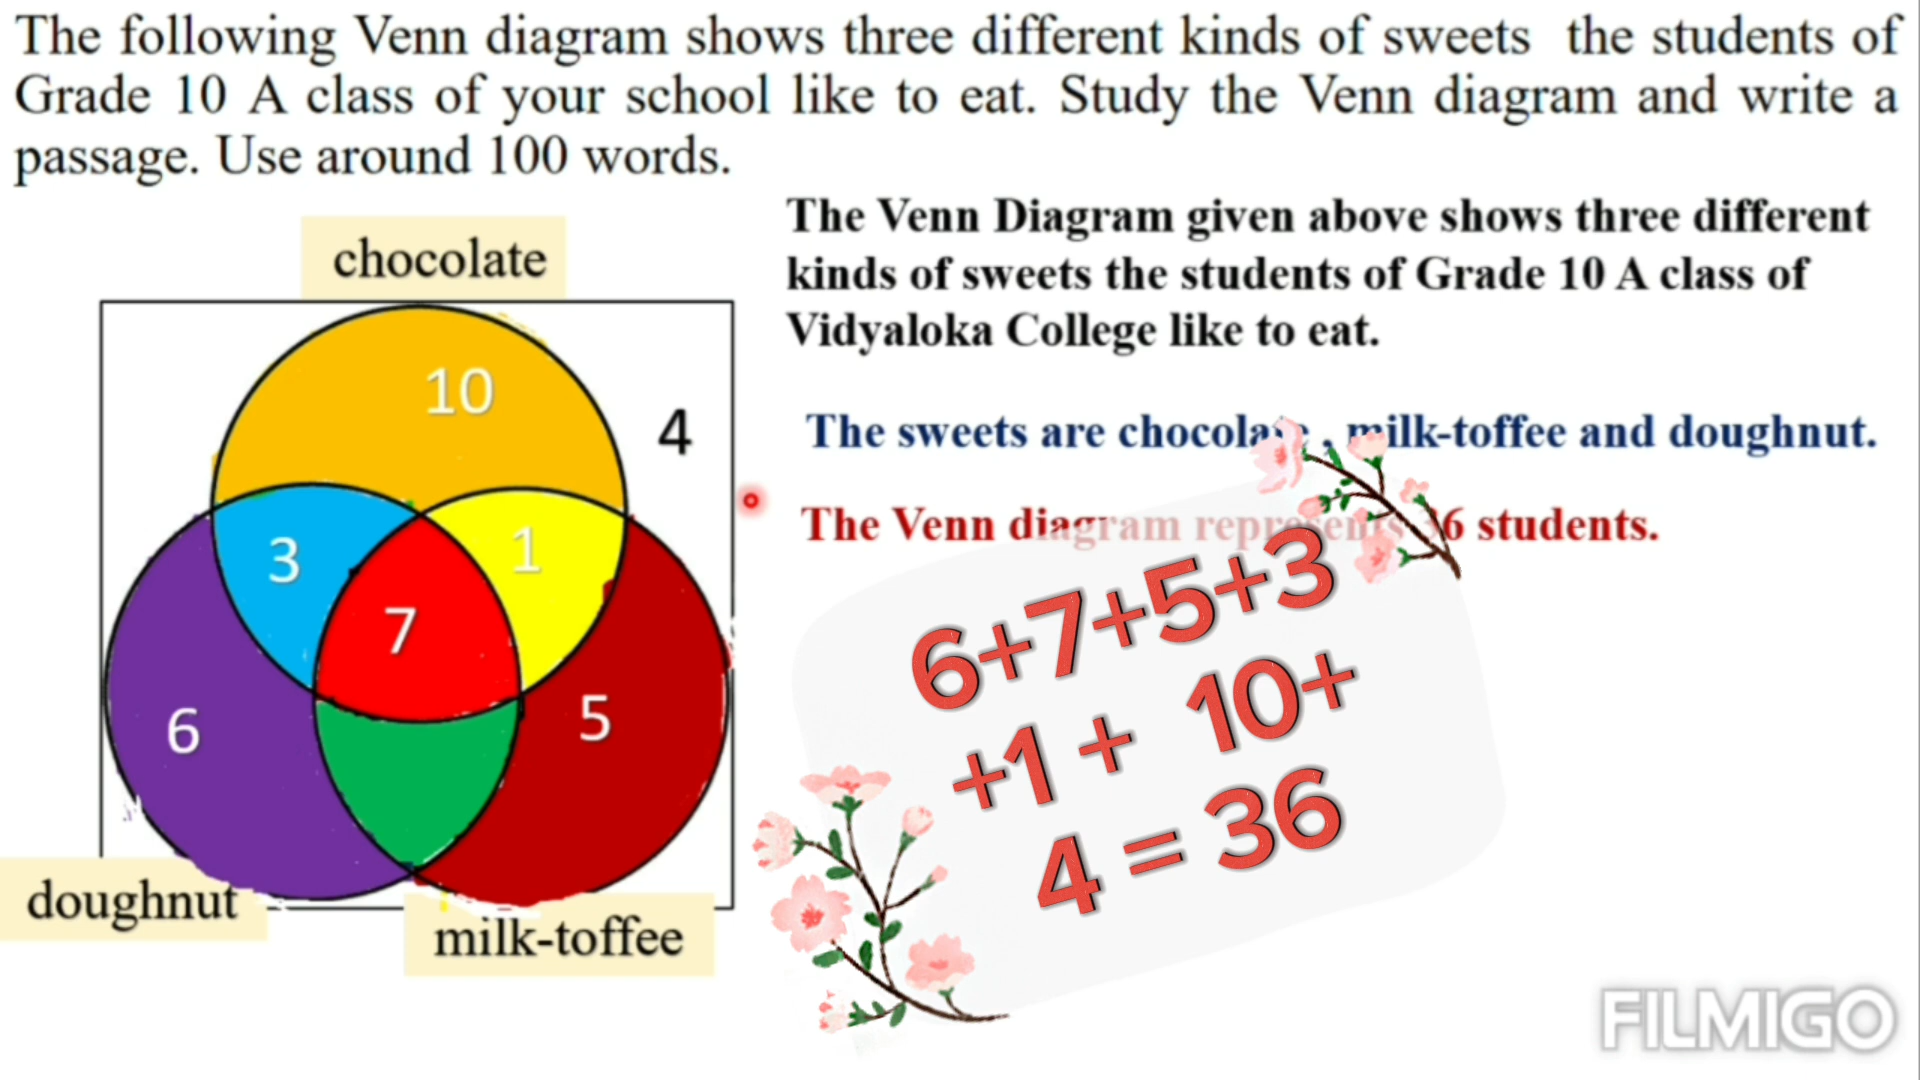 The following Venn diagram shows three different kinds of sweets the students of
Grade 10 A class of your school like to eat. Study the Venn diagram and write a
passage. Use around 100 words.
The Venn Diagram given above shows three different
kinds of sweets the students of Grade 10 A class of
Vidyaloka College like to eat.
chocolate
10
4
The sweets are chocolate , milk-toffee and doughnut.
3
1
The Venn diagram represents 36 students.
7
6
5
6+7+5+3
+1 + 10+
4 = 36
doughnut
milk-toffee
FILMIGO